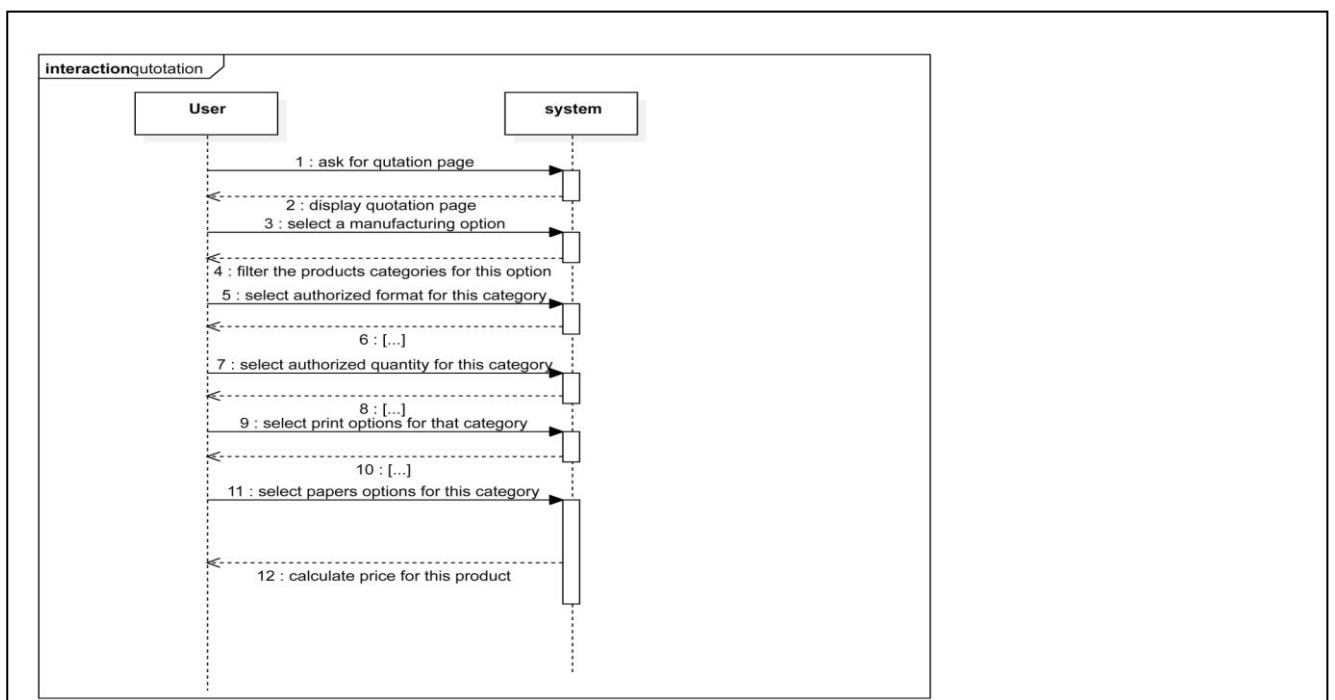 interactionqutotation
User
system
1 : ask for qutation page
2 : display quotation page
3 : select a manufacturing option
4 : filter the products categories for this option
5 : select authorized format for this category
6 : [...]
7 : select authorized quantity for this category
8 : [...]
9 : select print options for that category
10 : [...]
11 : select papers options for this category
12 : calculate price for this product